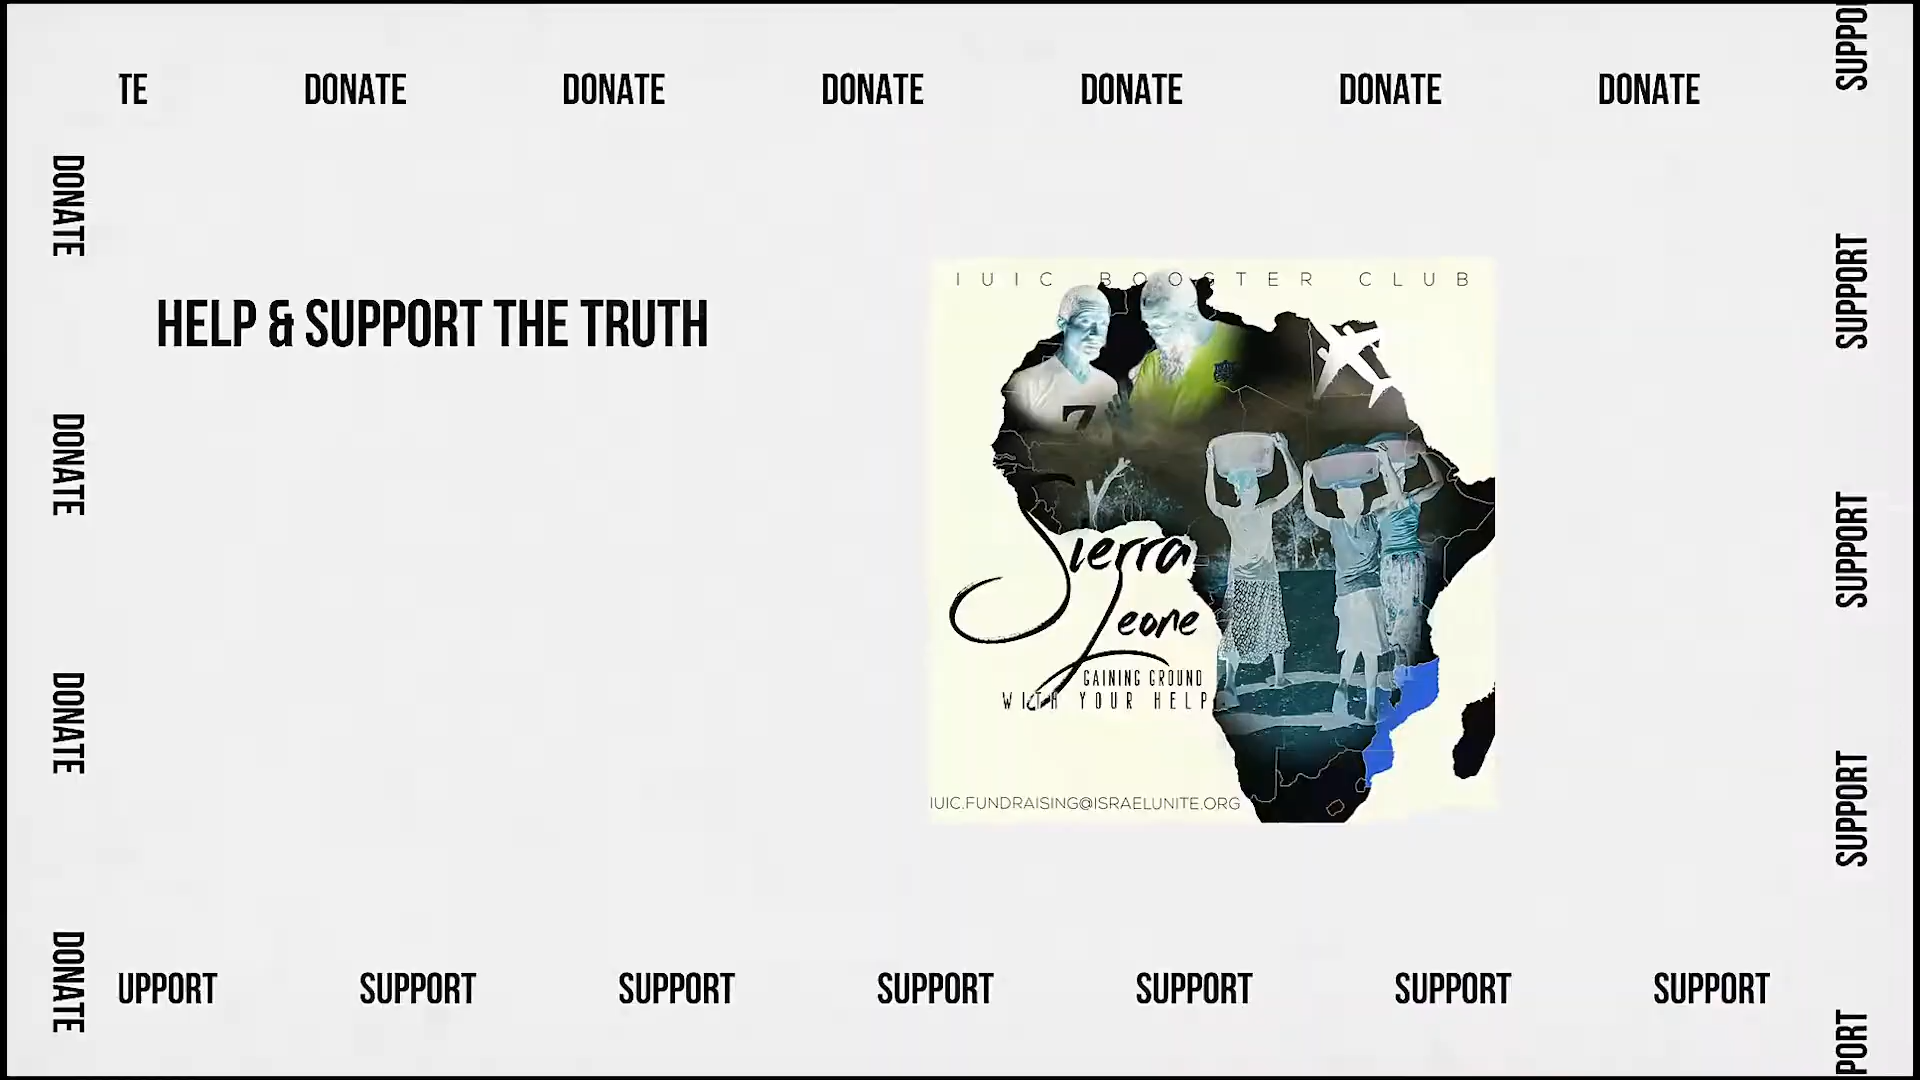 TE DONATE DONATE DONATE DONATE DONATE DONATE
DONATE
DONATE
DONATE
DONATE
HELP & SUPPORT THE TRUTH
IUIC BOOSTER CLUB
7
Sierra
Leone
GAINING GROUND
WITH YOUR HELP
IUIC.FUNDRAISING@ISRAELUNITE.ORG
SUPPO
SUPPORT
SUPPORT
SUPPORT
PORT
UPPORT SUPPORT SUPPORT SUPPORT SUPPORT SUPPORT SUPPORT